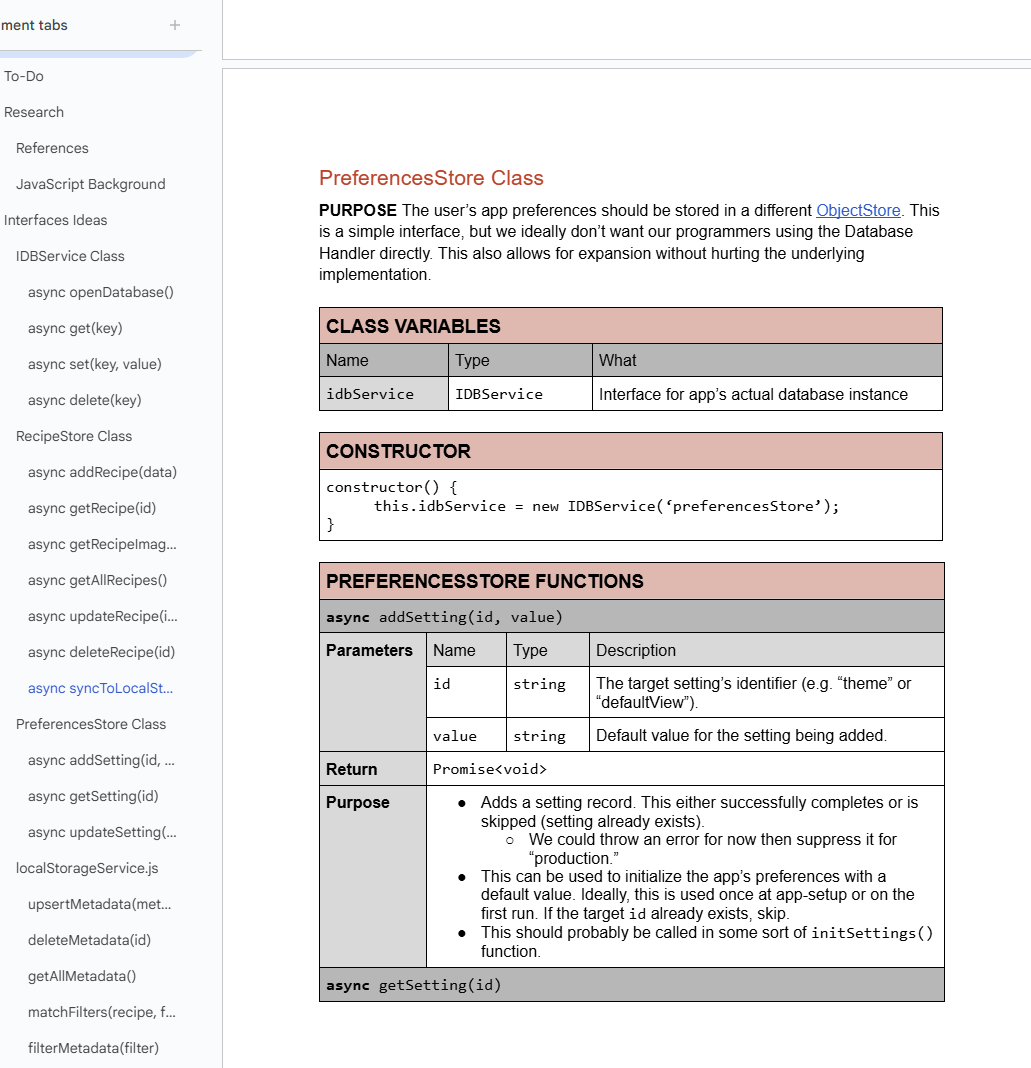 ment tabs
+
To-Do
Research
References
JavaScript Background
Interfaces Ideas
IDBService Class
async openDatabase()
async get(key)
async set(key, value)
async delete(key)
RecipeStore Class
async addRecipe(data)
async getRecipe(id)
async getRecipeImag...
async getAllRecipes()
async updateRecipe(i...
async deleteRecipe(id)
async syncToLocalSt...
PreferencesStore Class
async addSetting(id, ...
async getSetting(id)
async updateSetting(...
localStorageService.js
upsertMetadata(met...
deleteMetadata(id)
getAllMetadata()
matchFilters(recipe, f...
filterMetadata(filter)
PreferencesStore Class
PURPOSE The user’s app preferences should be stored in a different ObjectStore. This
is a simple interface, but we ideally don’t want our programmers using the Database
Handler directly. This also allows for expansion without hurting the underlying
implementation.
CLASS VARIABLES
Name Type What
idbService IDBService Interface for app’s actual database instance
CONSTRUCTOR
constructor() {
this.idbService = new IDBService(‘preferencesStore’);
}
PREFERENCESSTORE FUNCTIONS
async addSetting(id, value)
Parameters Name Type Description
id string The target setting’s identifier (e.g. “theme” or
“defaultView”).
value string Default value for the setting being added.
Return Promise<void>
Purpose ● Adds a setting record. This either successfully completes or is
skipped (setting already exists).
○ We could throw an error for now then suppress it for
“production.”
● This can be used to initialize the app’s preferences with a
default value. Ideally, this is used once at app-setup or on the
first run. If the target id already exists, skip.
● This should probably be called in some sort of initSettings()
function.
async getSetting(id)